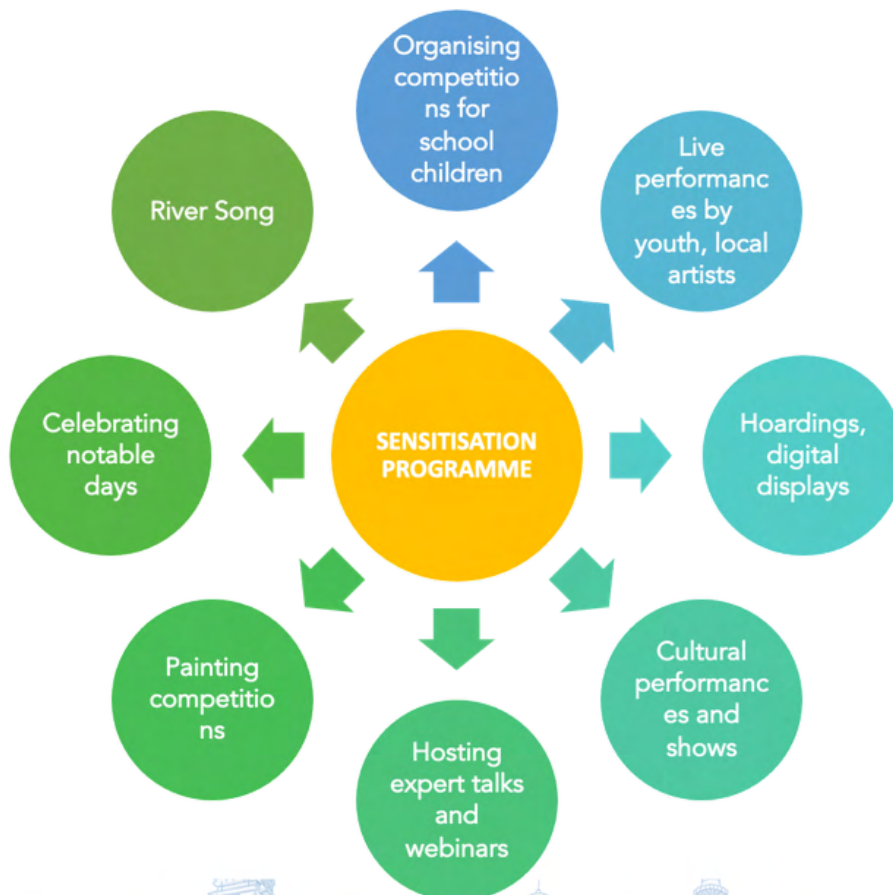 Organising
competitio
ns for
school
children
Live
performanc
es by
youth, local
artists
Hoardings,
digital
displays
Cultural
performanc
es and
shows
Hosting
expert talks
and
webinars
Painting
competitio
ns
Celebrating
notable
days
River Song
SENSITISATION
PROGRAMME